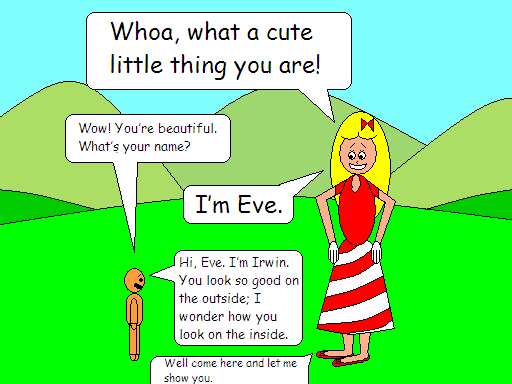 Whoa, what a cute
little thing you are!
Wow! You're beautiful.
What's your name?
I'm Eve.
Hi, Eve. I'm Irwin.
You look so good on
the outside; I
wonder how you
look on the inside.
Well come here and let me
show you.